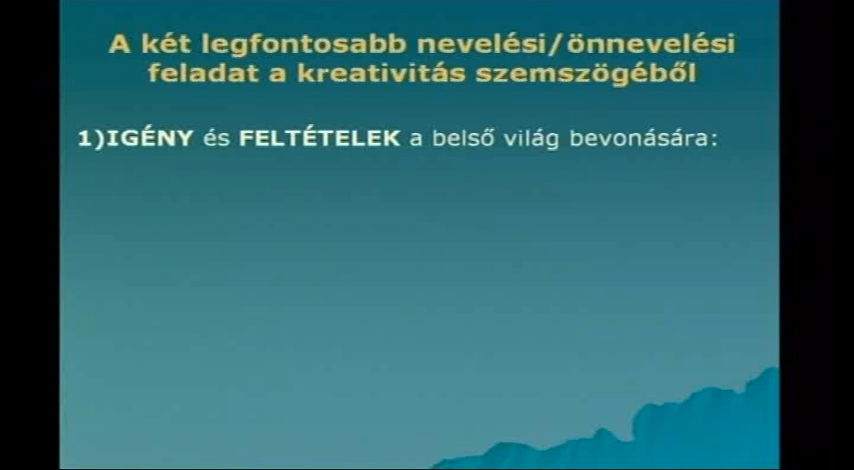 A két legfontosabb nevelési/önnevelési
feladat a kreativitás szemszögéből
1)IGÉNY és FELTÉTELEK a belső világ bevonására: